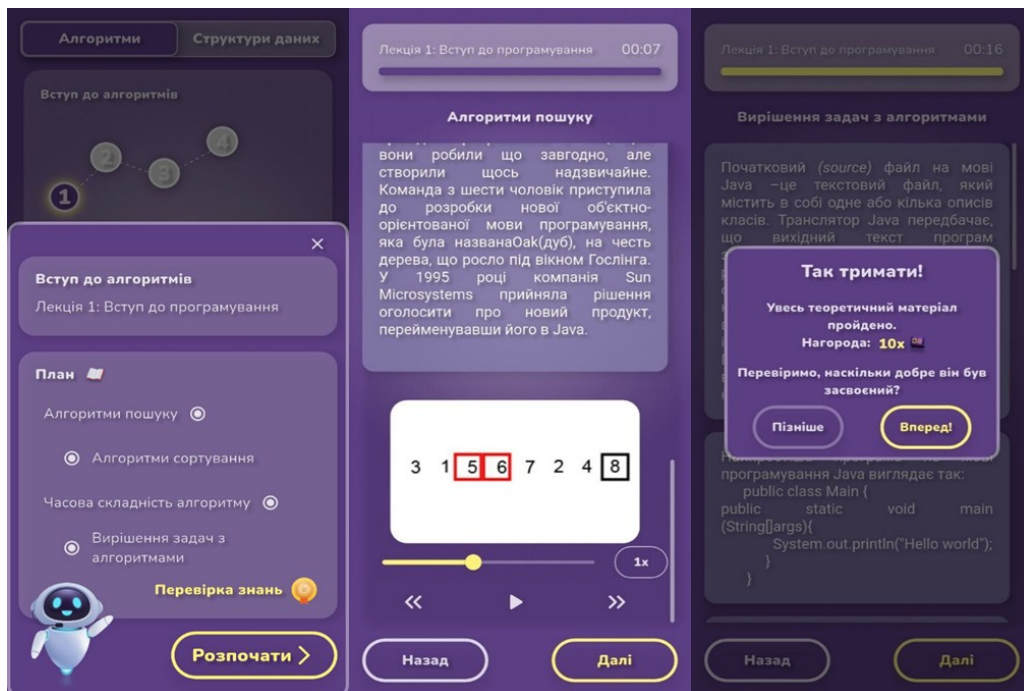 Алгоритми
Структури даних
Вступ до алгоритмів
1
2
3
4
Вступ до алгоритмів
Лекція 1: Вступ до програмування
План
Алгоритми пошуку
Алгоритми сортування
Часова складність алгоритму
Вирішення задач з
алгоритмами
Перевірка знань
Розпочати
Лекція 1: Вступ до програмування 00:07
Алгоритми пошуку
вони робили що завгодно, але
створили щось надзвичайне.
Команда з шести чоловік приступила
до розробки нової об'єктно-
орієнтованої мови програмування,
яка була названаOak(дуб), на честь
дерева, що росло під вікном Гослінга.
У 1995 році компанія Sun
Microsystems прийняла рішення
оголосити про новий продукт,
перейменувавши його в Java.
3 1 5 6 7 2 4 8
1x
Назад
Далі
Лекція 1: Вступ до програмування 00:16
Вирішення задач з алгоритмами
Початковий (source) файл на мові
Java –це текстовий файл, який
містить в собі одне або кілька описів
класів. Транслятор Java передбачає,
що вихідний текст програм
Так тримати!
Увесь теоретичний матеріал
пройдено.
Нагорода: 10x
Перевіримо, наскільки добре він був
засвоєний?
Пізніше
Вперед!
програмування Java виглядає так:
public class Main {
public static void main
(String[]args){
System.out.println("Hello world");
}
}
Назад
Далі